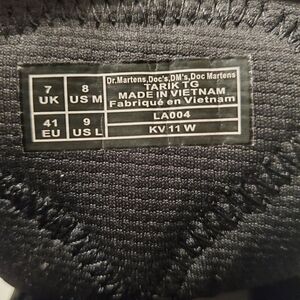 7 UK
8 US M
41 EU
9 US L
Dr.Martens,Doc's,DM's,Doc Martens
TARIK TG
MADE IN VIETNAM
Fabriqué en Vietnam
LA004
KV 11 W